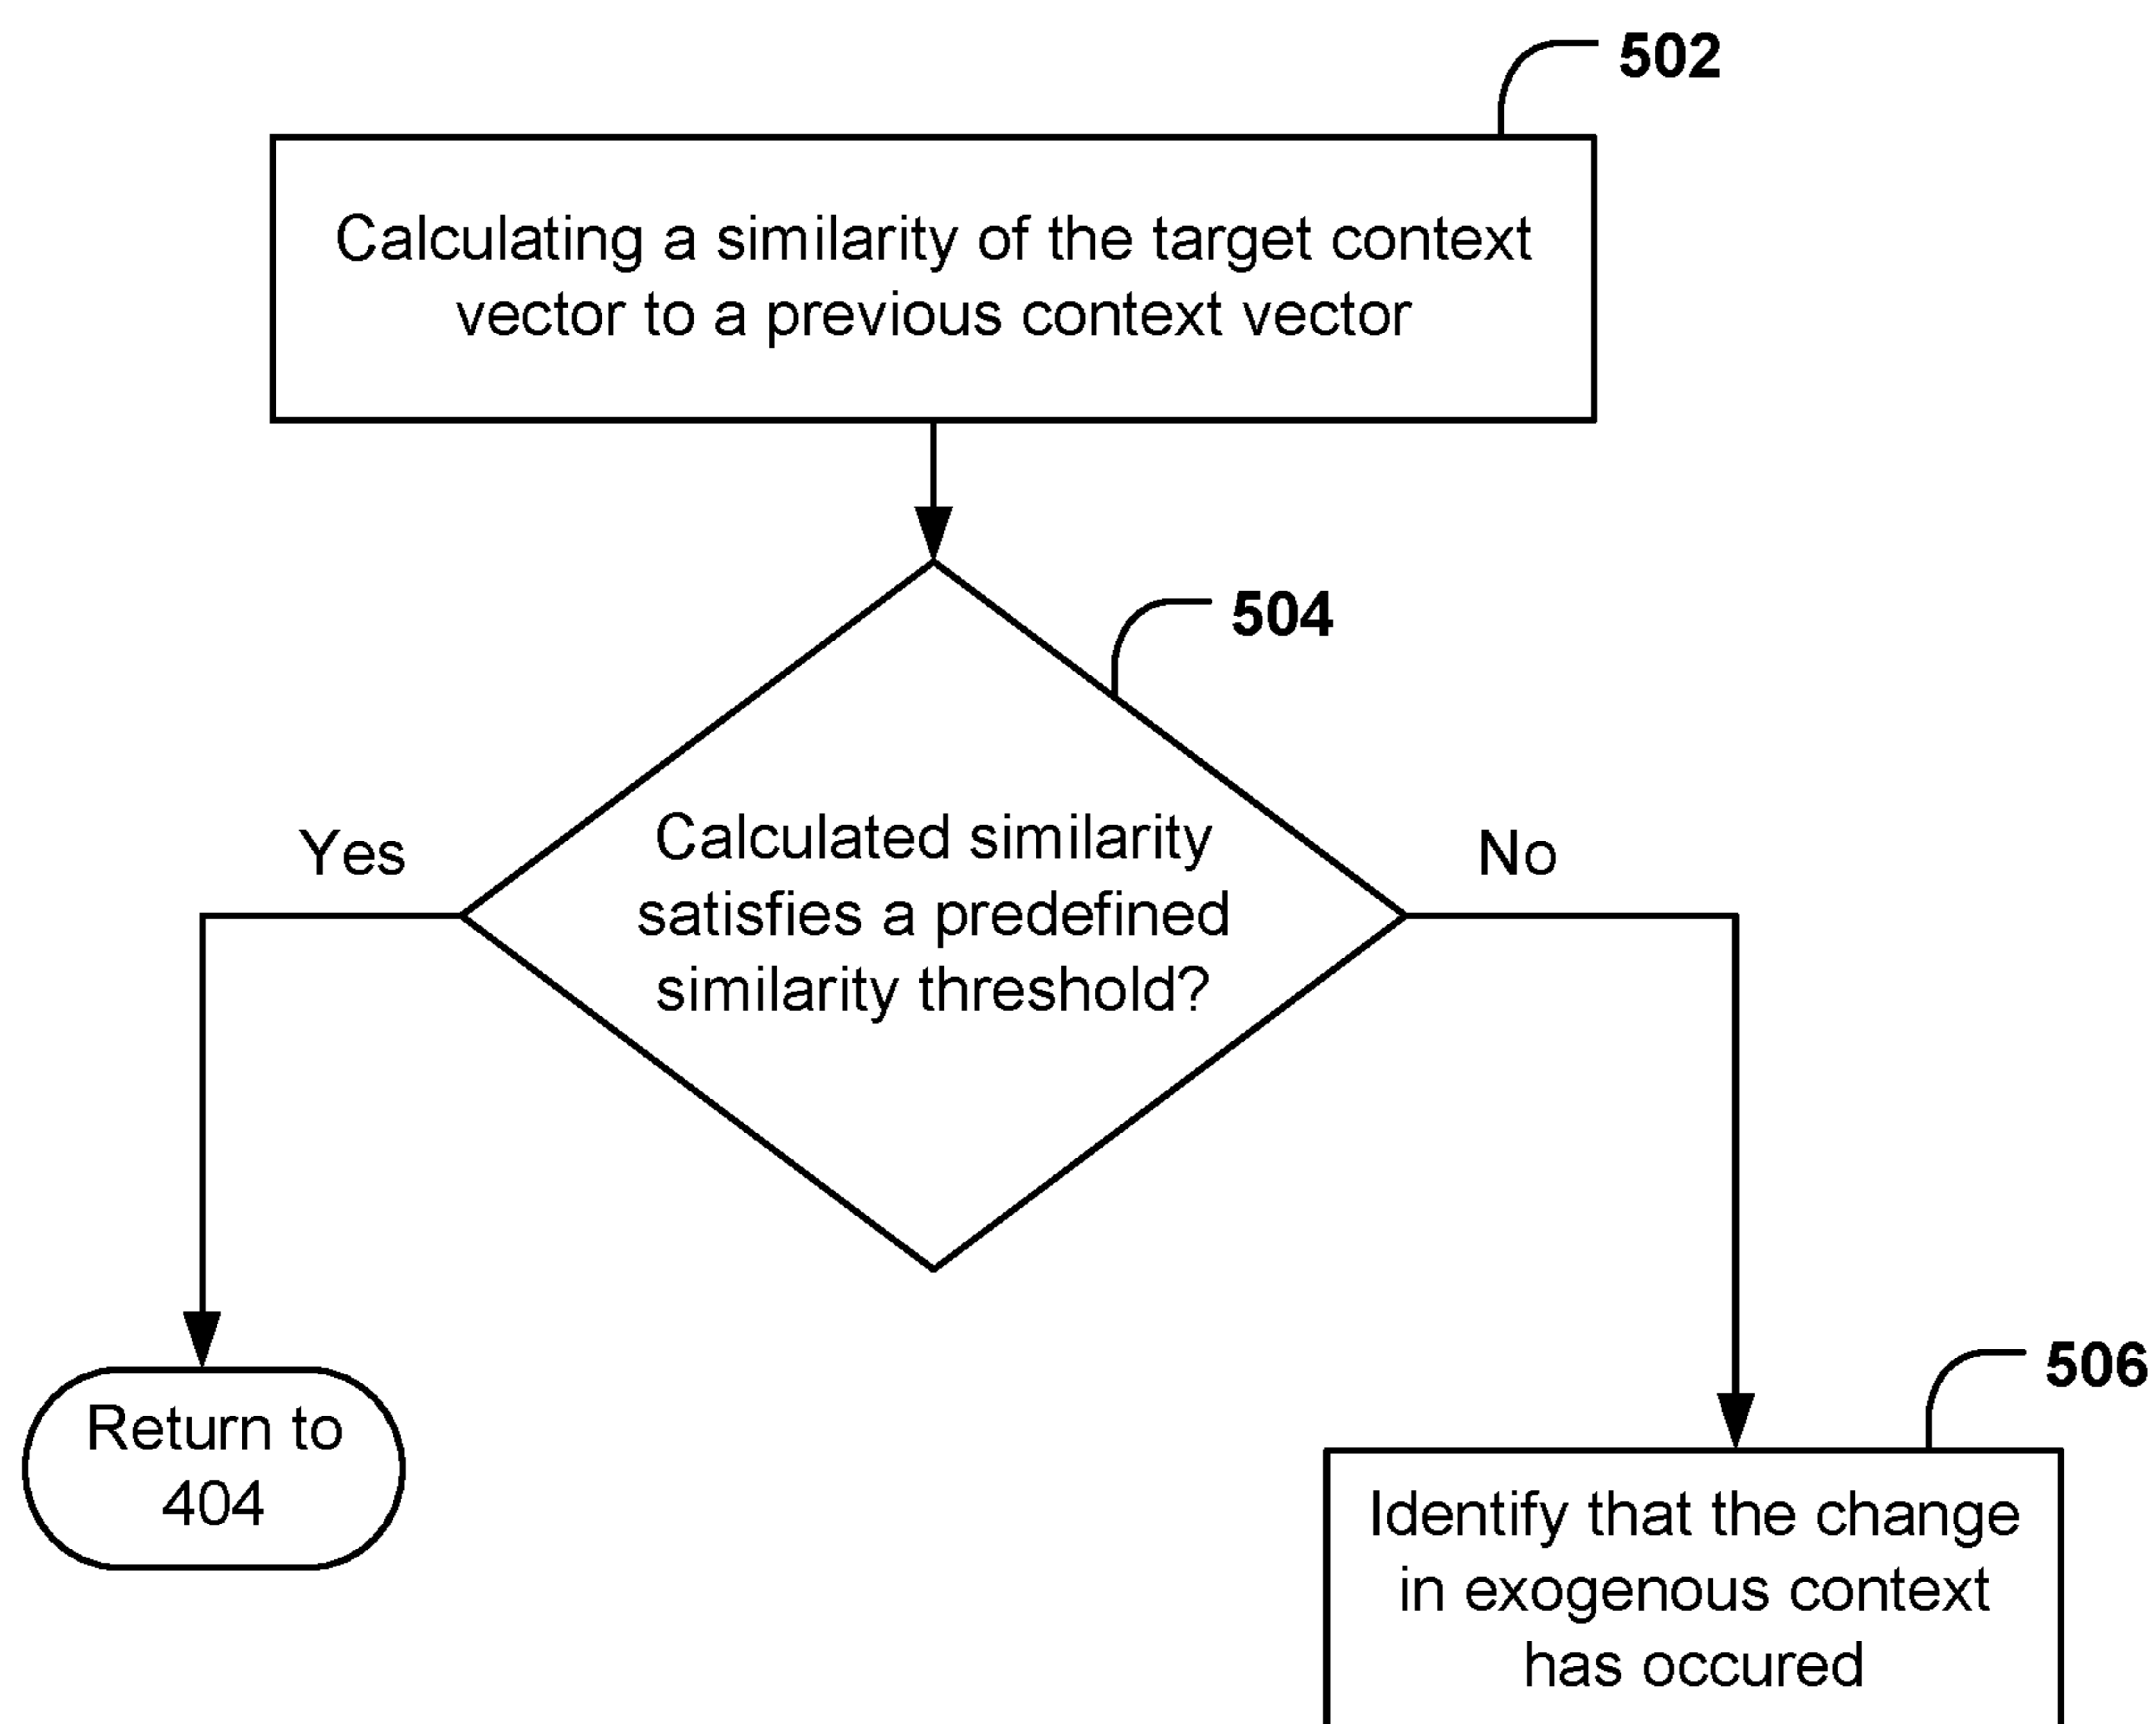 502
Calculating a similarity of the target context
vector to a previous context vector
504
Calculated similarity
satisfies a predefined
similarity threshold?
Yes
No
Return to
404
506
Identify that the change
in exogenous context
has occured